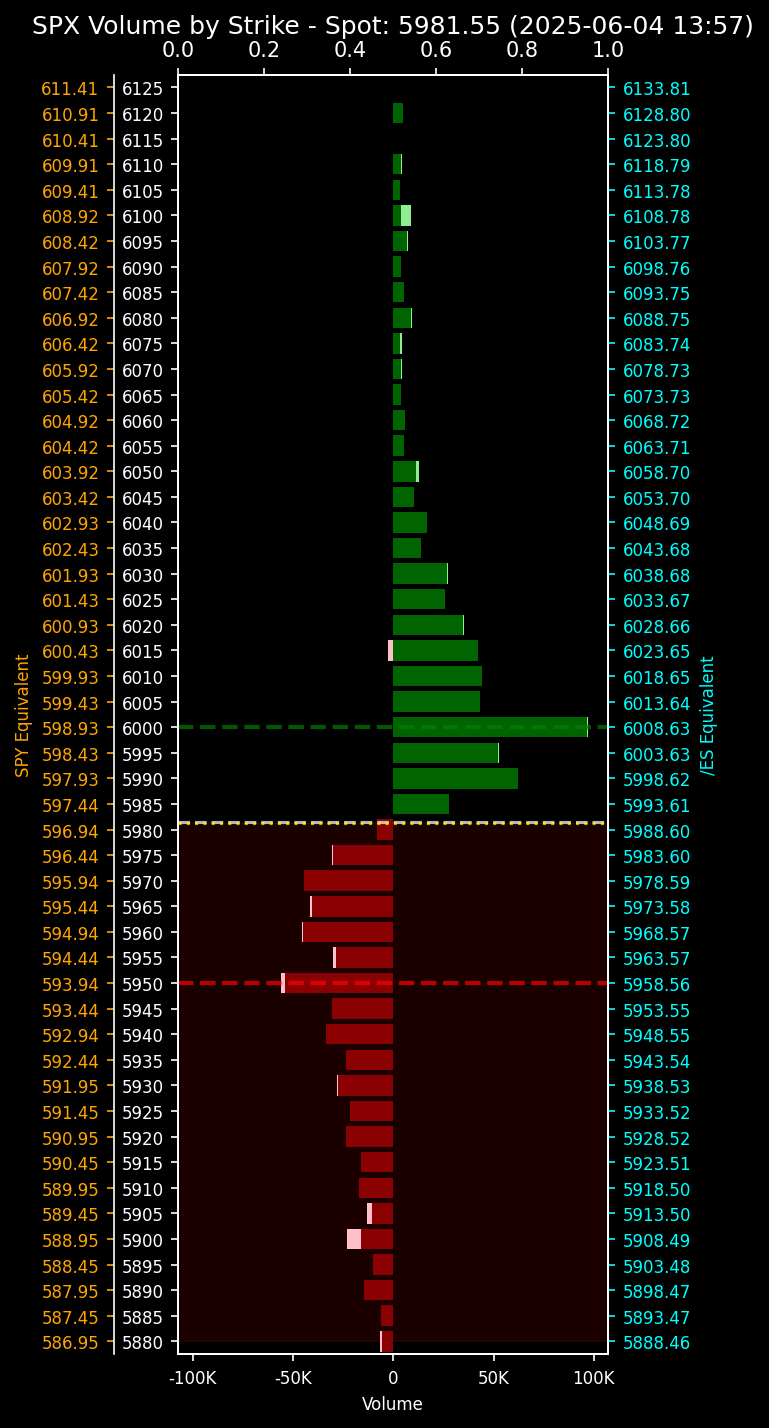 SPX Volume by Strike - Spot: 5981.55 (2025-06-04 13:57)
0.0 0.2 0.4 0.6 0.8 1.0
611.41 6125 6133.81
610.91 6120 6128.80
610.41 6115 6123.80
609.91 6110 6118.79
609.41 6105 6113.78
608.92 6100 6108.78
608.42 6095 6103.77
607.92 6090 6098.76
607.42 6085 6093.75
606.92 6080 6088.75
606.42 6075 6083.74
605.92 6070 6078.73
605.42 6065 6073.73
604.92 6060 6068.72
604.42 6055 6063.71
603.92 6050 6058.70
603.42 6045 6053.70
602.93 6040 6048.69
602.43 6035 6043.68
601.93 6030 6038.68
601.43 6025 6033.67
600.93 6020 6028.66
600.43 6015 6023.65
599.93 6010 6018.65
599.43 6005 6013.64
598.93 6000 6008.63
598.43 5995 6003.63
597.93 5990 5998.62
597.44 5985 5993.61
596.94 5980 5988.60
596.44 5975 5983.60
595.94 5970 5978.59
595.44 5965 5973.58
594.94 5960 5968.57
594.44 5955 5963.57
593.94 5950 5958.56
593.44 5945 5953.55
592.94 5940 5948.55
592.44 5935 5943.54
591.95 5930 5938.53
591.45 5925 5933.52
590.95 5920 5928.52
590.45 5915 5923.51
589.95 5910 5918.50
589.45 5905 5913.50
588.95 5900 5908.49
588.45 5895 5903.48
587.95 5890 5898.47
587.45 5885 5893.47
586.95 5880 5888.46
SPY Equivalent
/ES Equivalent
-100K -50K 0 50K 100K
Volume